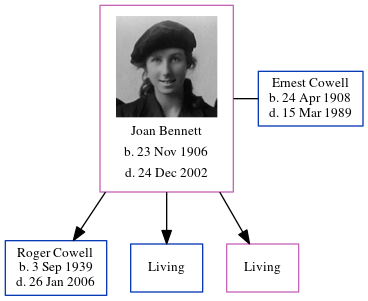 Joan Bennett
b. 23 Nov 1906
d. 24 Dec 2002
Ernest Cowell
b. 24 Apr 1908
d. 15 Mar 1989
Roger Cowell
b. 3 Sep 1939
d. 26 Jan 2006
Living
Living